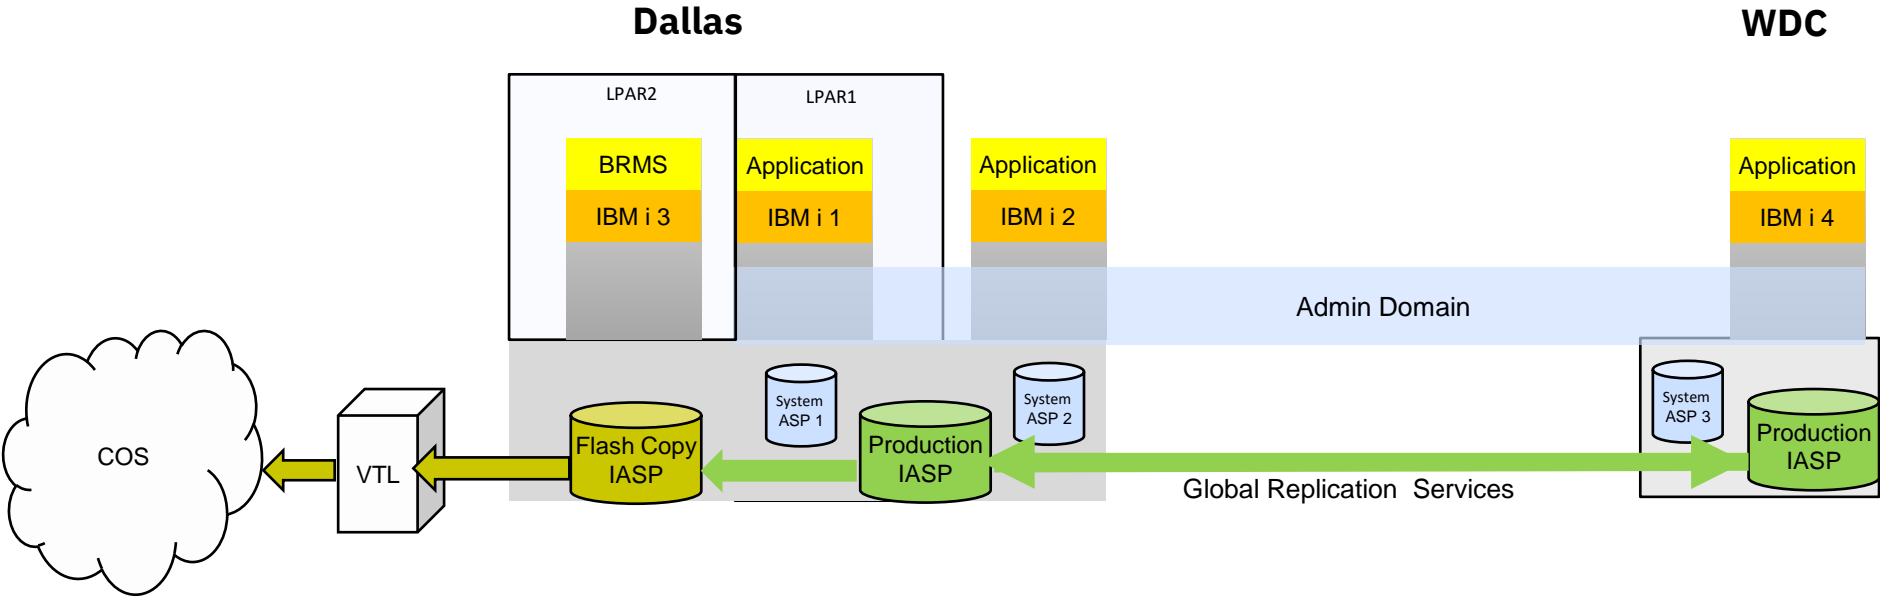 Dallas
WDC
LPAR2
LPAR1
BRMS
Application
Application
Application
IBM i 3
IBM i 1
IBM i 2
IBM i 4
Admin Domain
System
ASP 1
System
ASP 2
System
ASP 3
COS
VTL
Flash Copy
IASP
Production
IASP
Production
IASP
Global Replication  Services